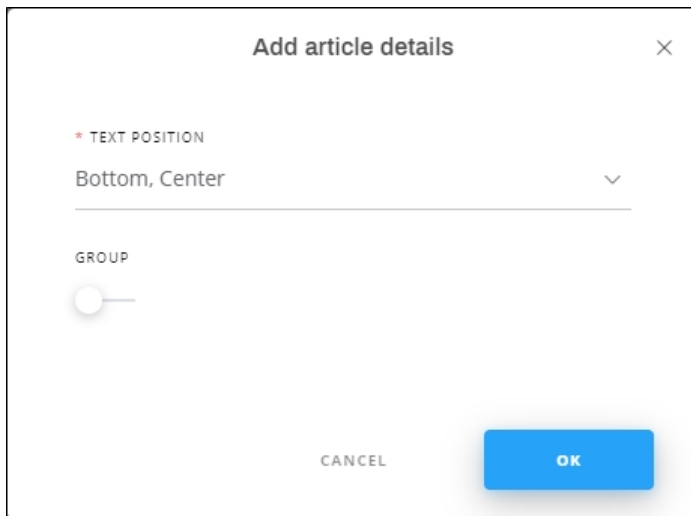 Add article details
* TEXT POSITION
Bottom, Center
GROUP
CANCEL
OK